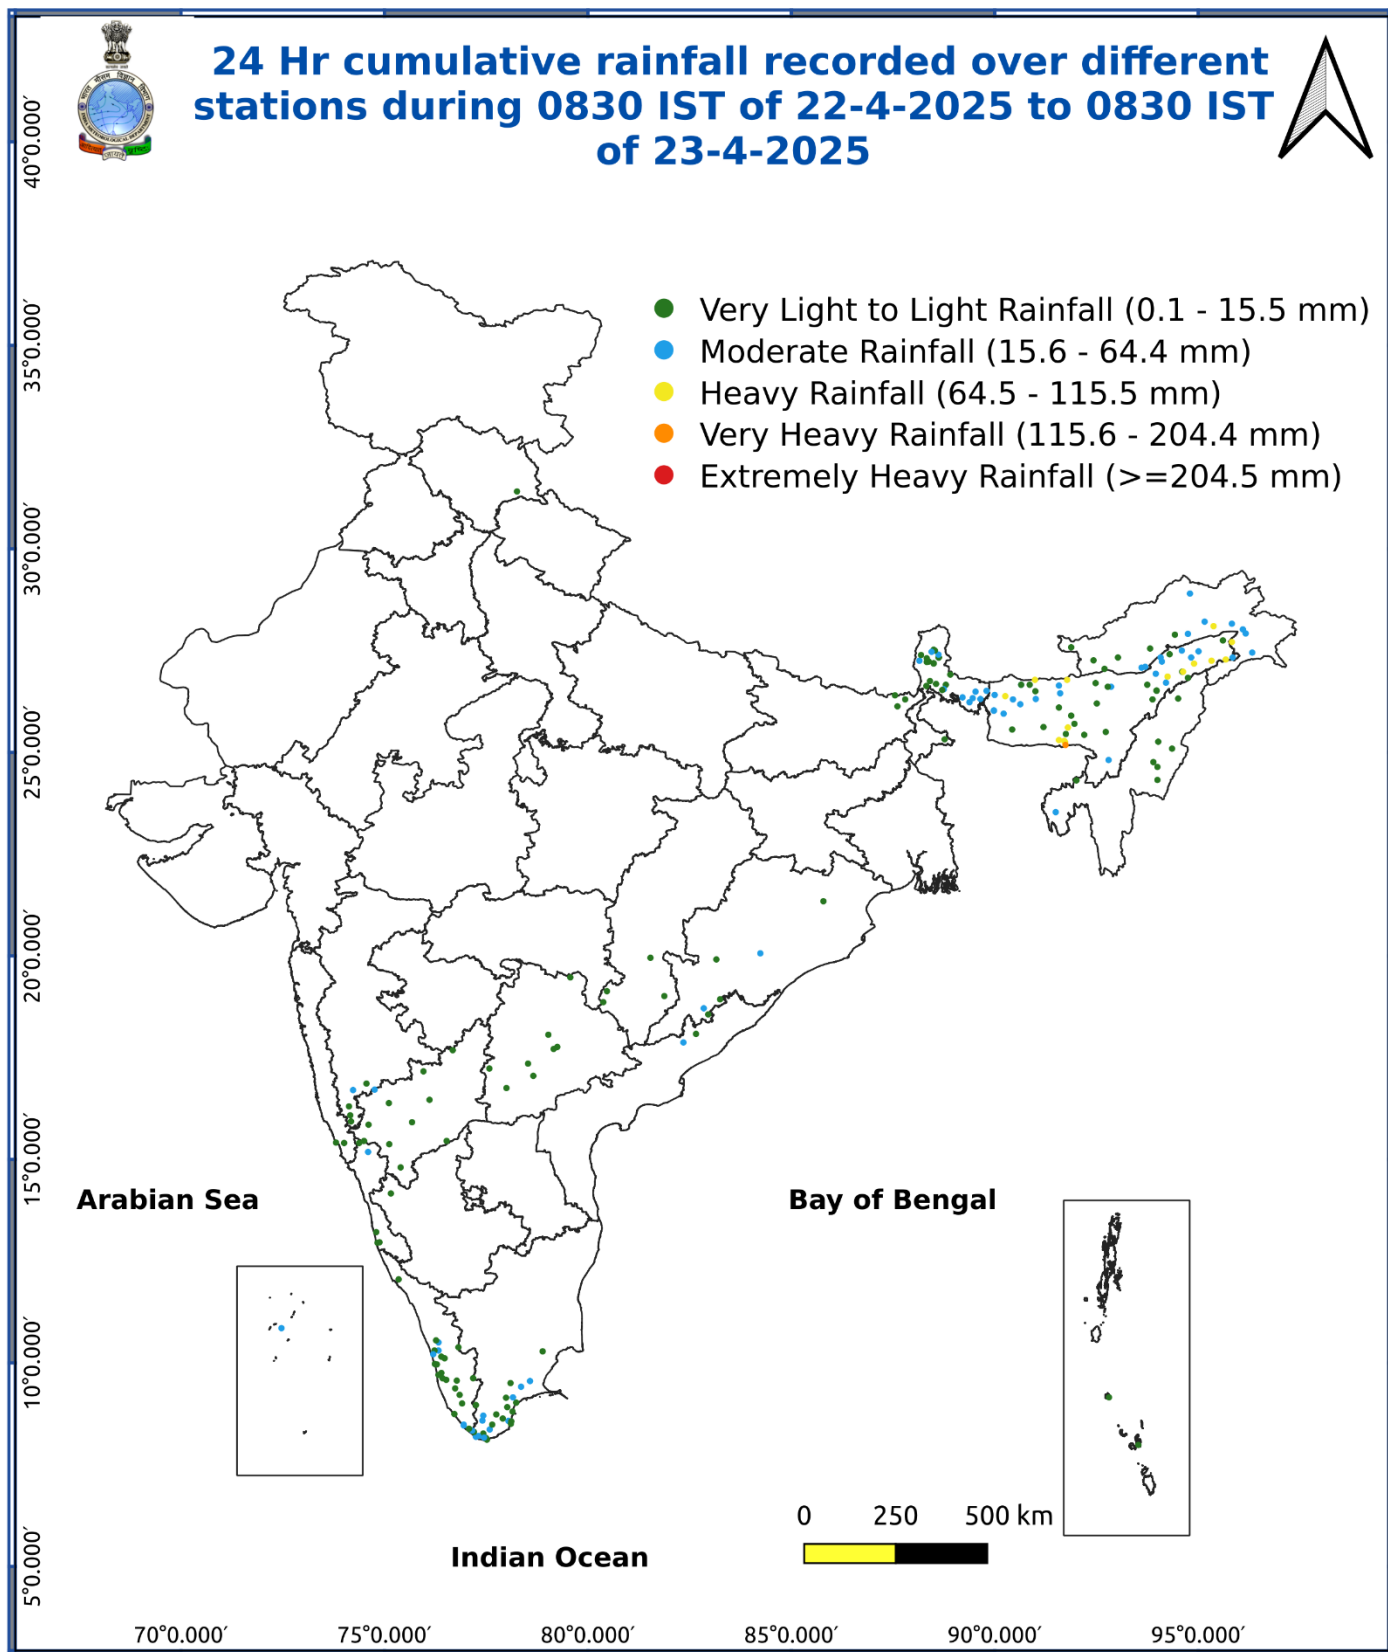 24 Hr cumulative rainfall recorded over different
stations during 0830 IST of 22-4-2025 to 0830 IST
of 23-4-2025
Very Light to Light Rainfall (0.1 - 15.5 mm)
Moderate Rainfall (15.6 - 64.4 mm)
Heavy Rainfall (64.5 - 115.5 mm)
Very Heavy Rainfall (115.6 - 204.4 mm)
Extremely Heavy Rainfall (>=204.5 mm)
40°0.000′
35°0.000′
30°0.000′
25°0.000′
20°0.000′
15°0.000′
10°0.000′
5°0.000′
Arabian Sea
Bay of Bengal
Indian Ocean
0 250 500 km
70°0.000′ 75°0.000′ 80°0.000′ 85°0.000′ 90°0.000′ 95°0.000′